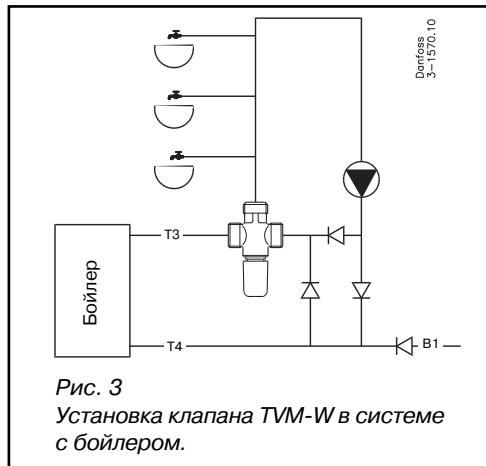 Danfoss
3-1570.10
T3
Бойлер
T4
B1
Рис. 3
Установка клапана TVM-W в системе
с бойлером.